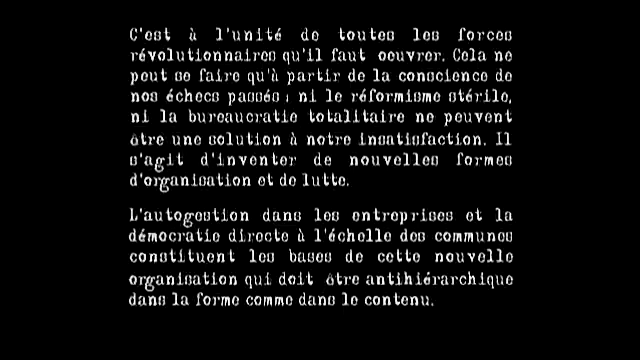 C'est à l'unité de toutes les forces
révolutionnaires qu'il faut oeuvrer. Cela ne
peut se faire qu'à partir de la conscience de
nos échecs passés : ni le réformisme stérile,
ni la bureaucratie totalitaire ne peuvent
être une solution à notre insatisfaction. Il
s'agit d'inventer de nouvelles formes
d'organisation et de lutte.
L'autogestion dans les entreprises et la
démocratie directe à l'échelle des communes
constituent les bases de cette nouvelle
organisation qui doit être antihiérarchique
dans la forme comme dans le contenu.